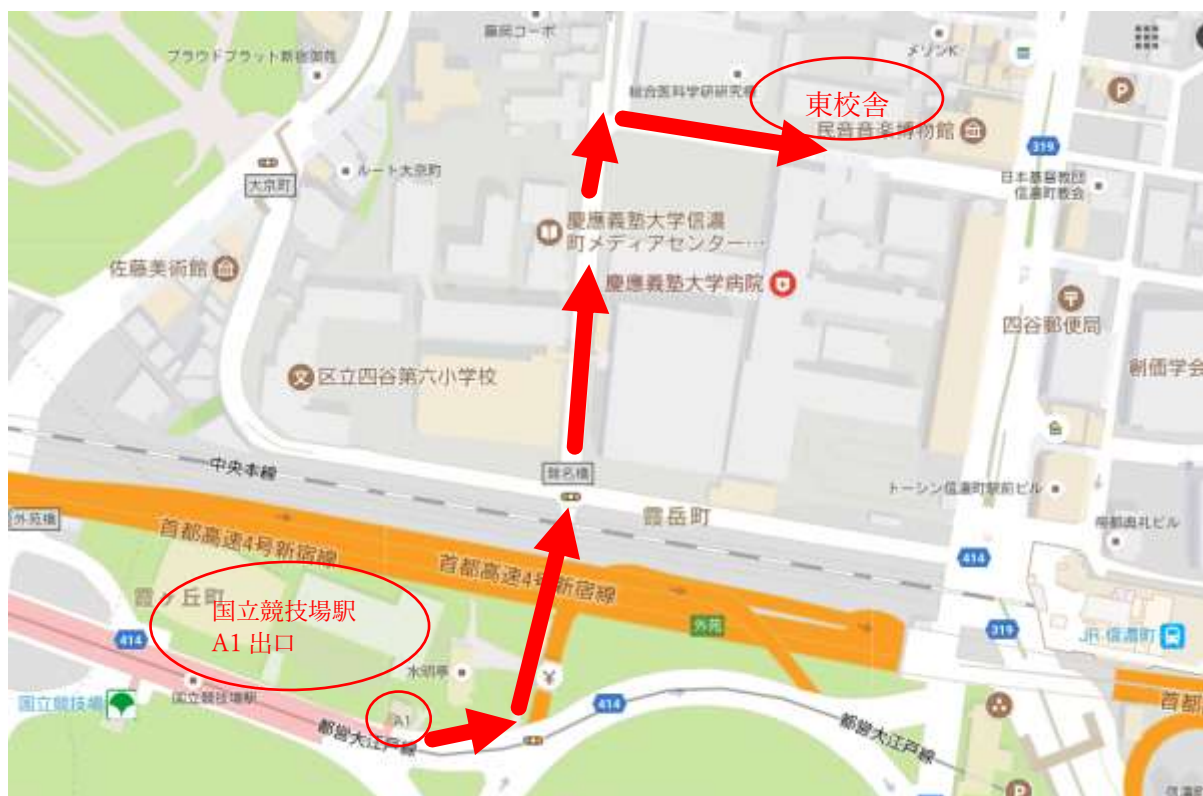 藤岡コーポ
メゾンK
プラウドフラット新宿御苑
総合医科学研究棟
東校舎
民音音楽博物館
P
319
大京町
ルート大京町
日本基督教団
信濃町教会
慶應義塾大学信濃
町メディアセンター…
佐藤美術館
慶應義塾大学病院
四谷郵便局
区立四谷第六小学校
創価学会
中央本線
無名橋
トーシン信濃町駅前ビル
外苑橋
霞岳町
首都高速4号新宿線
首都高速4号新宿線
414
霞ヶ丘町
国立競技場駅
A1 出口
414
外苑
319
JR 信濃町
水明亭
¥
国立競技場
国立競技場駅
A1
414
首都
都営大江戸線
都営大江戸線
P
信濃町